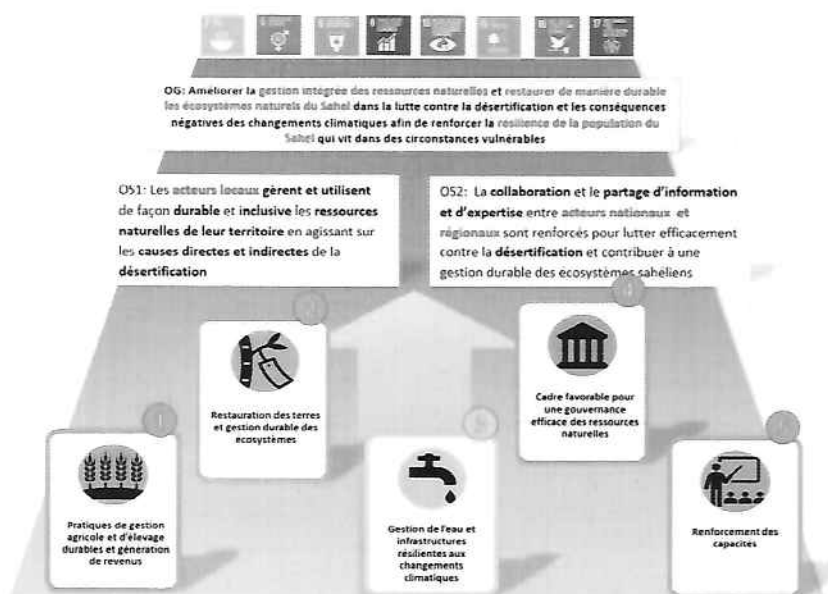 OG: Améliorer la gestion intégrée des ressources naturelles et restaurer de manière durable
les écosystèmes naturels du Sahel dans la lutte contre la désertification et les conséquences
négatives des changements climatiques afin de renforcer la résilience de la population du
Sahel qui vit dans des circonstances vulnérables
OS1: Les acteurs locaux gèrent et utilisent
de façon durable et inclusive les ressources
naturelles de leur territoire en agissant sur
les causes directes et indirectes de la
désertification
OS2: La collaboration et le partage d'information
et d'expertise entre acteurs nationaux et
régionaux sont renforcés pour lutter efficacement
contre la désertification et contribuer à une
gestion durable des écosystèmes sahéliens
Restauration des terres
et gestion durable des
écosystèmes
4
Cadre favorable pour
une gouvernance
efficace des ressources
naturelles
1
Pratiques de gestion
agricole et d'élevage
durables et génération
de revenus
Gestion de l'eau et
infrastructures
résilientes aux
changements
climatiques
Renforcement des
capacités